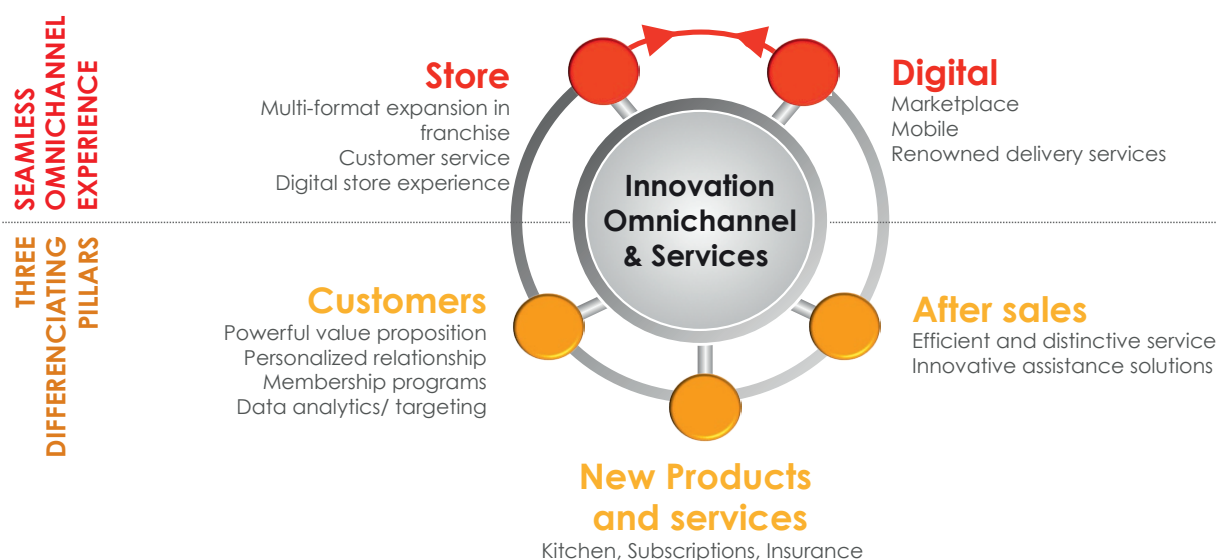 SEAMLESS
OMNICHANNEL
EXPERIENCE
Store
Multi-format expansion in
franchise
Customer service
Digital store experience
Digital
Marketplace
Mobile
Renowned delivery services
Innovation
Omnichannel
& Services
THREE
DIFFERENCIATING
PILLARS
Customers
Powerful value proposition
Personalized relationship
Membership programs
Data analytics/ targeting
After sales
Efficient and distinctive service
Innovative assistance solutions
New Products
and services
Kitchen, Subscriptions, Insurance